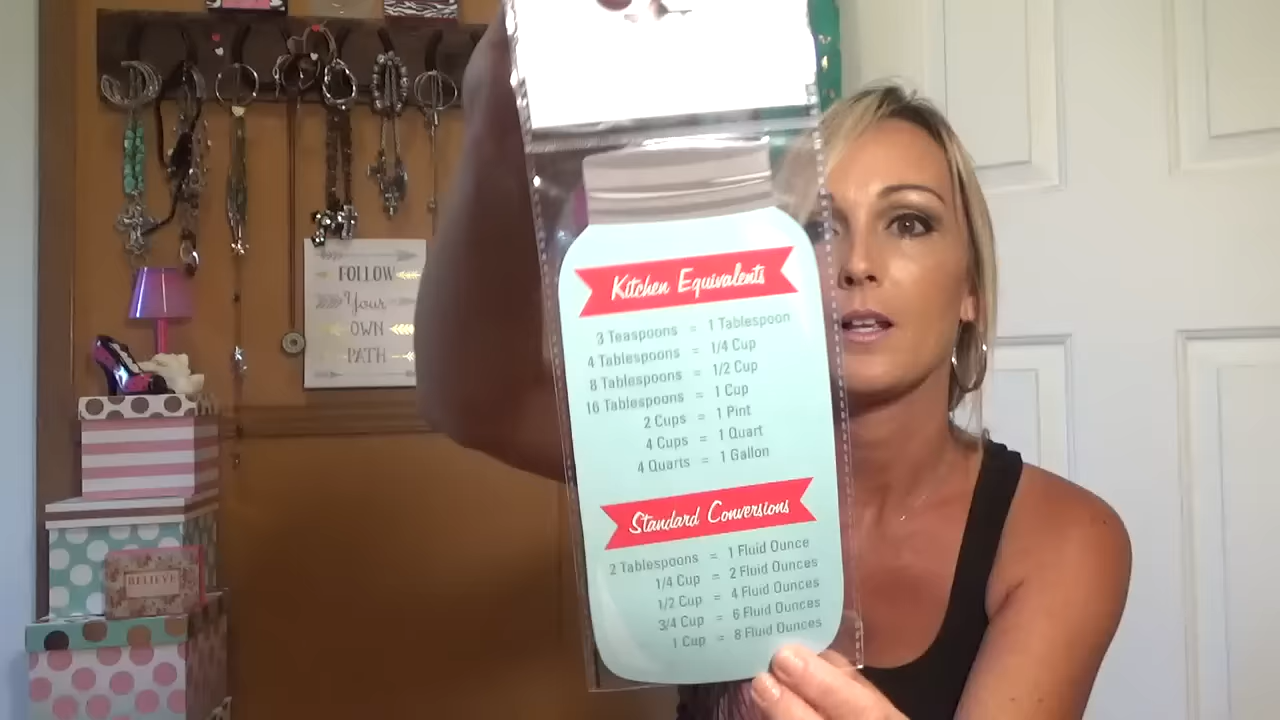 FOLLOW
Your
OWN
PATH
BELIEVE
Kitchen Equivalents
3 Teaspoons = 1 Tablespoon
4 Tablespoons = 1/4 Cup
8 Tablespoons = 1/2 Cup
16 Tablespoons = 1 Cup
2 Cups = 1 Pint
4 Cups = 1 Quart
4 Quarts = 1 Gallon
Standard Conversions
2 Tablespoons = 1 Fluid Ounce
1/4 Cup = 2 Fluid Ounces
1/2 Cup = 4 Fluid Ounces
3/4 Cup = 6 Fluid Ounces
1 Cup = 8 Fluid Ounces